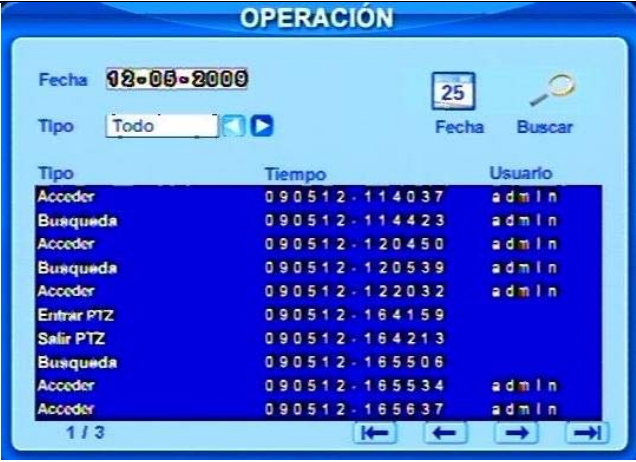 OPERACIÓN
Fecha 12-05-2009
25
Tipo Todo
Fecha Buscar
Tipo Tiempo Usuario
Acceder 090512-114037 admin
Busqueda 090512-114423 admin
Acceder 090512-120450 admin
Busqueda 090512-120539 admin
Acceder 090512-122032 admin
Entrar PTZ 090512-164159
Salir PTZ 090512-164213
Busqueda 090512-165506
Acceder 090512-165534 admin
Acceder 090512-165637 admin
1 / 3